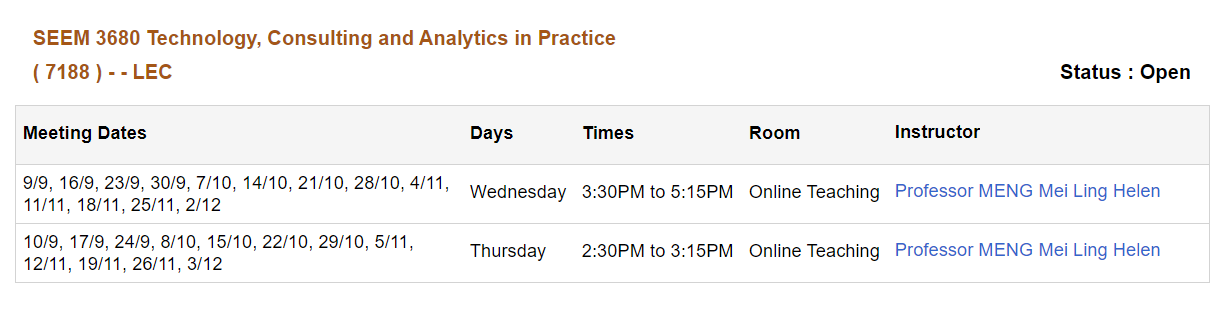 SEEM 3680 Technology, Consulting and Analytics in Practice
( 7188 ) - - LEC Status : Open
Meeting Dates Days Times Room Instructor
9/9, 16/9, 23/9, 30/9, 7/10, 14/10, 21/10, 28/10, 4/11,
11/11, 18/11, 25/11, 2/12 Wednesday 3:30PM to 5:15PM Online Teaching Professor MENG Mei Ling Helen
10/9, 17/9, 24/9, 8/10, 15/10, 22/10, 29/10, 5/11,
12/11, 19/11, 26/11, 3/12 Thursday 2:30PM to 3:15PM Online Teaching Professor MENG Mei Ling Helen